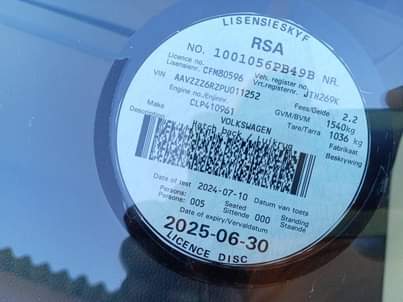 LISENSIESKYF
RSA
NO. 1001056PB49B NR.
Licence no. Veh. register no.
Lisensienr. CFM80596 Vrt.registernr. JTH269K
VIN AAVZZZ6RZPU011252 Fees/Gelde 2.2
Engine no./Enjinnr. GVM/BVM 1540kg
CLP410961 Tare/Tarra 1036 kg
Make VOLKSWAGEN Fabrikaat
Description Hatch back / Luikrug Beskrywing
Date of test 2024-07-10 Datum van toets
Persons: Seated Standing
Persone: 005 Sittende 000 Staande
Date of expiry/Vervaldatum
2025-06-30
LICENCE DISC